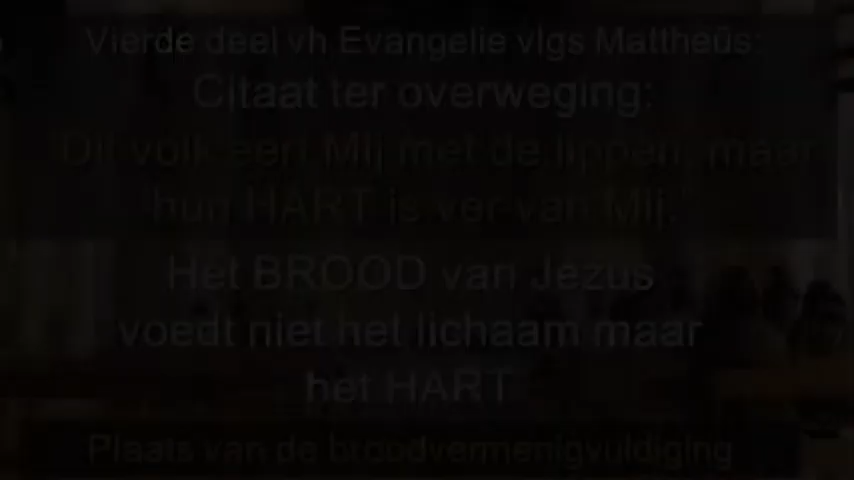 Vierde deel vh Evangelie vlgs Mattheüs:
Citaat ter overweging:
"Dit volk eert Mij met de lippen, maar
hun HART is ver van Mij."
Het BROOD van Jezus
voedt niet het lichaam maar
het HART
Plaats van de broodvermenigvuldiging